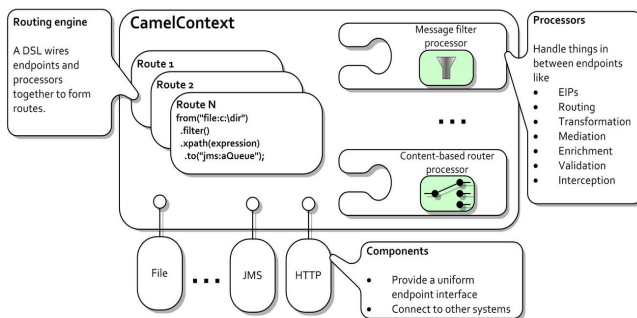 Routing engine
A DSL wires
endpoints and
processors
together to form
routes.
CamelContext
Route 1
Route 2
Route N
from("file:c:\dir")
.filter()
.xpath(expression)
.to("jms:aQueue");
Message filter
processor
...
Content-based router
processor
Processors
Handle things in
between endpoints
like
• EIPs
• Routing
• Transformation
• Mediation
• Enrichment
• Validation
• Interception
File
...
JMS
HTTP
Components
• Provide a uniform
endpoint interface
• Connect to other systems